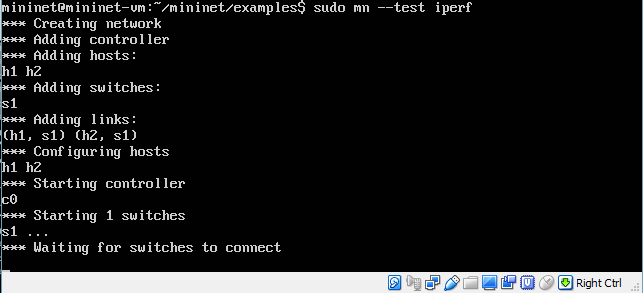 mininet@mininet-vm:~/mininet/examples$ sudo mn --test iperf
*** Creating network
*** Adding controller
*** Adding hosts:
h1 h2
*** Adding switches:
s1
*** Adding links:
(h1, s1) (h2, s1)
*** Configuring hosts
h1 h2
*** Starting controller
c0
*** Starting 1 switches
s1 ...
*** Waiting for switches to connect
Right Ctrl